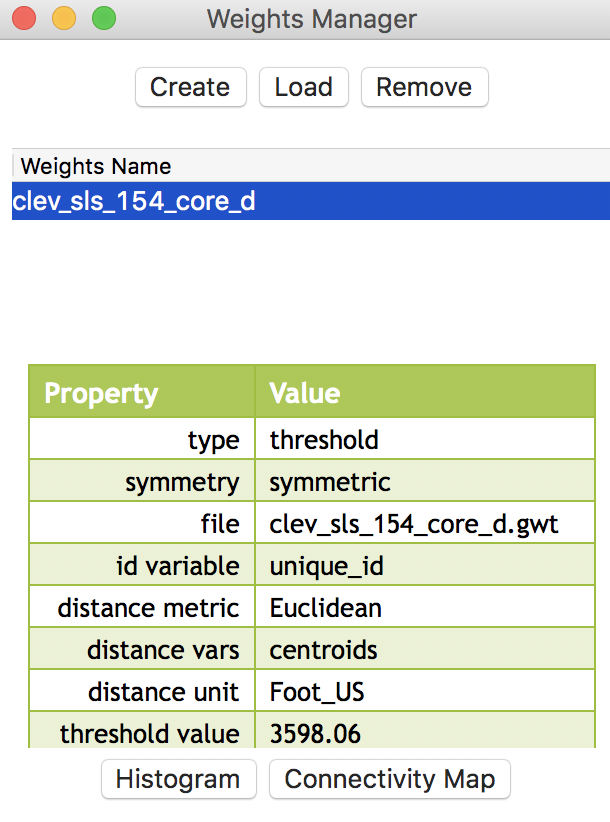 Weights Manager
Create Load Remove
Weights Name
clev_sls_154_core_d
Property Value
type threshold
symmetry symmetric
file clev_sls_154_core_d.gwt
id variable unique_id
distance metric Euclidean
distance vars centroids
distance unit Foot_US
threshold value 3598.06
Histogram Connectivity Map